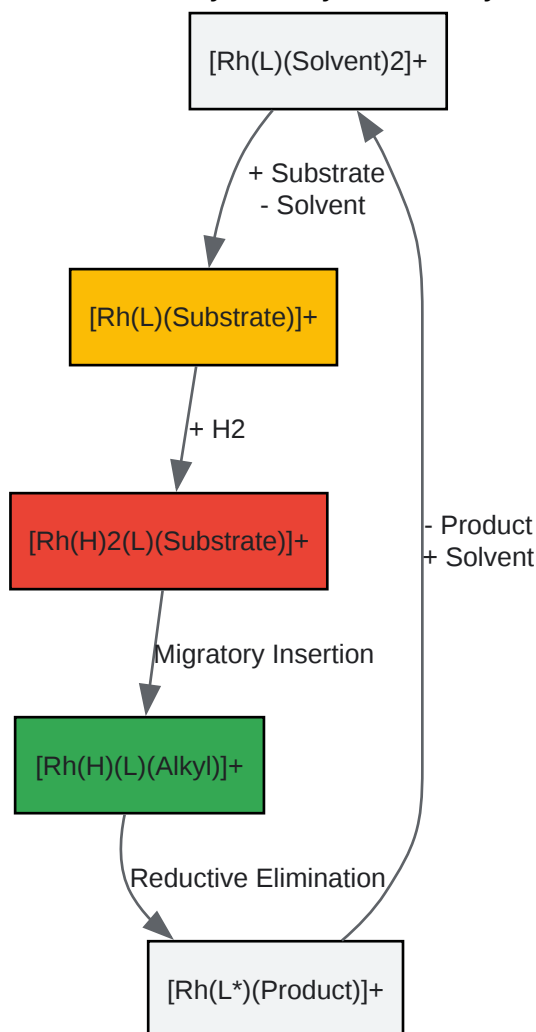 [Rh(L)(Solvent)2]+
+ Substrate
- Solvent
[Rh(L)(Substrate)]+
+ H2
[Rh(H)2(L)(Substrate)]+
- Product
+ Solvent
Migratory Insertion
[Rh(H)(L)(Alkyl)]+
Reductive Elimination
[Rh(L*)(Product)]+